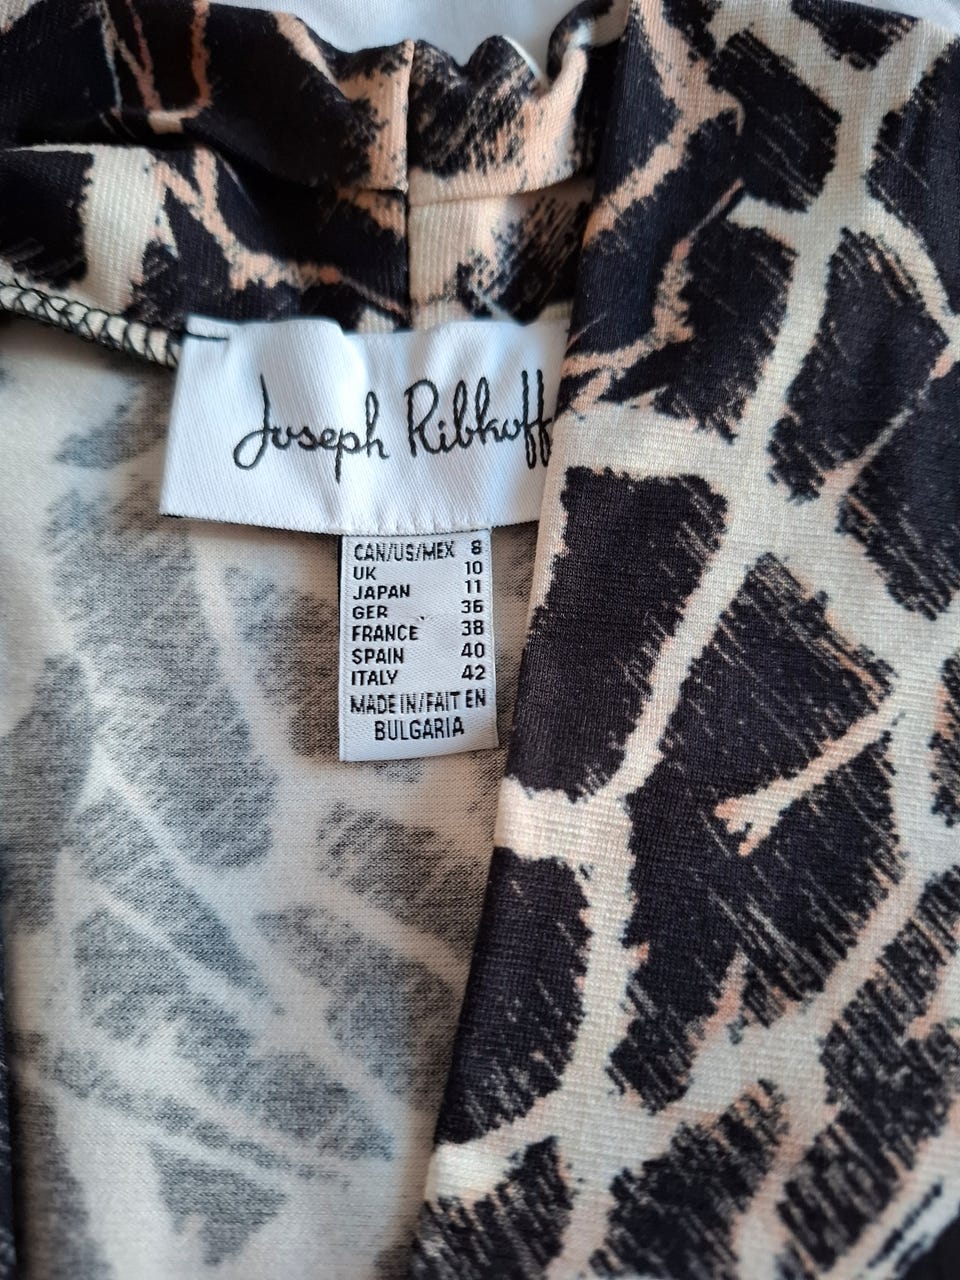 Joseph Ribkoff
CAN/US/MEX 8
UK 10
JAPAN 11
GER 36
FRANCE 38
SPAIN 40
ITALY 42
MADE IN/FAIT EN
BULGARIA